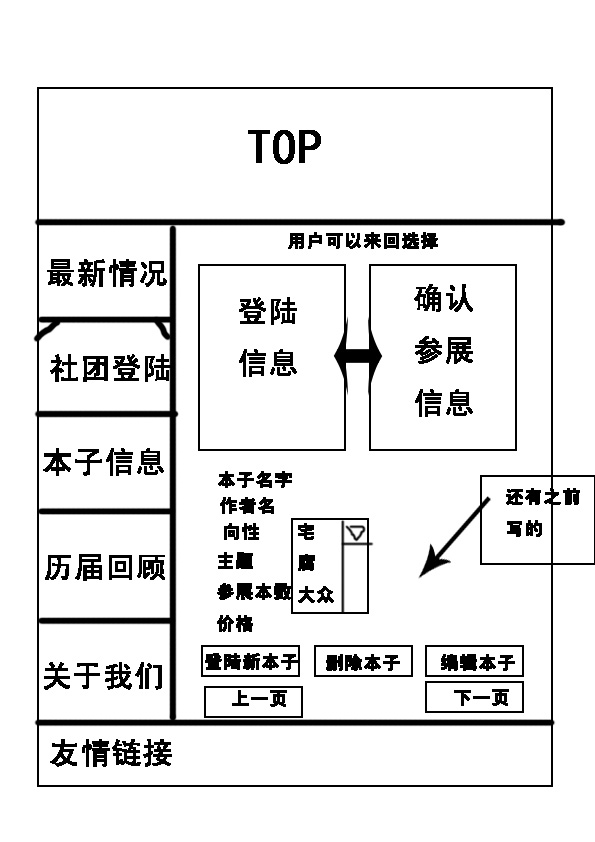 TOP
用户可以来回选择
最新情况
社团登陆
本子信息
历届回顾
关于我们
登陆
信息
确认
参展
信息
本子名字
作者名
向性
主题
参展本数
价格
宅
腐
大众
还有之前
写的
登陆新本子
删除本子
编辑本子
上一页
下一页
友情链接